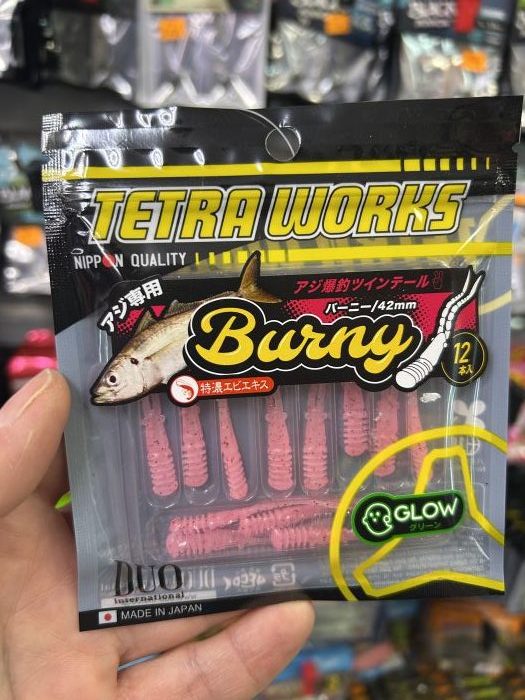 TETRA WORKS
NIPPON QUALITY
アジ専用
アジ爆釣ツインテール
バーニー/42mm
Burny
12
本入
特濃エビエキス
GLOW
グリーン
DUO
international
MADE IN JAPAN